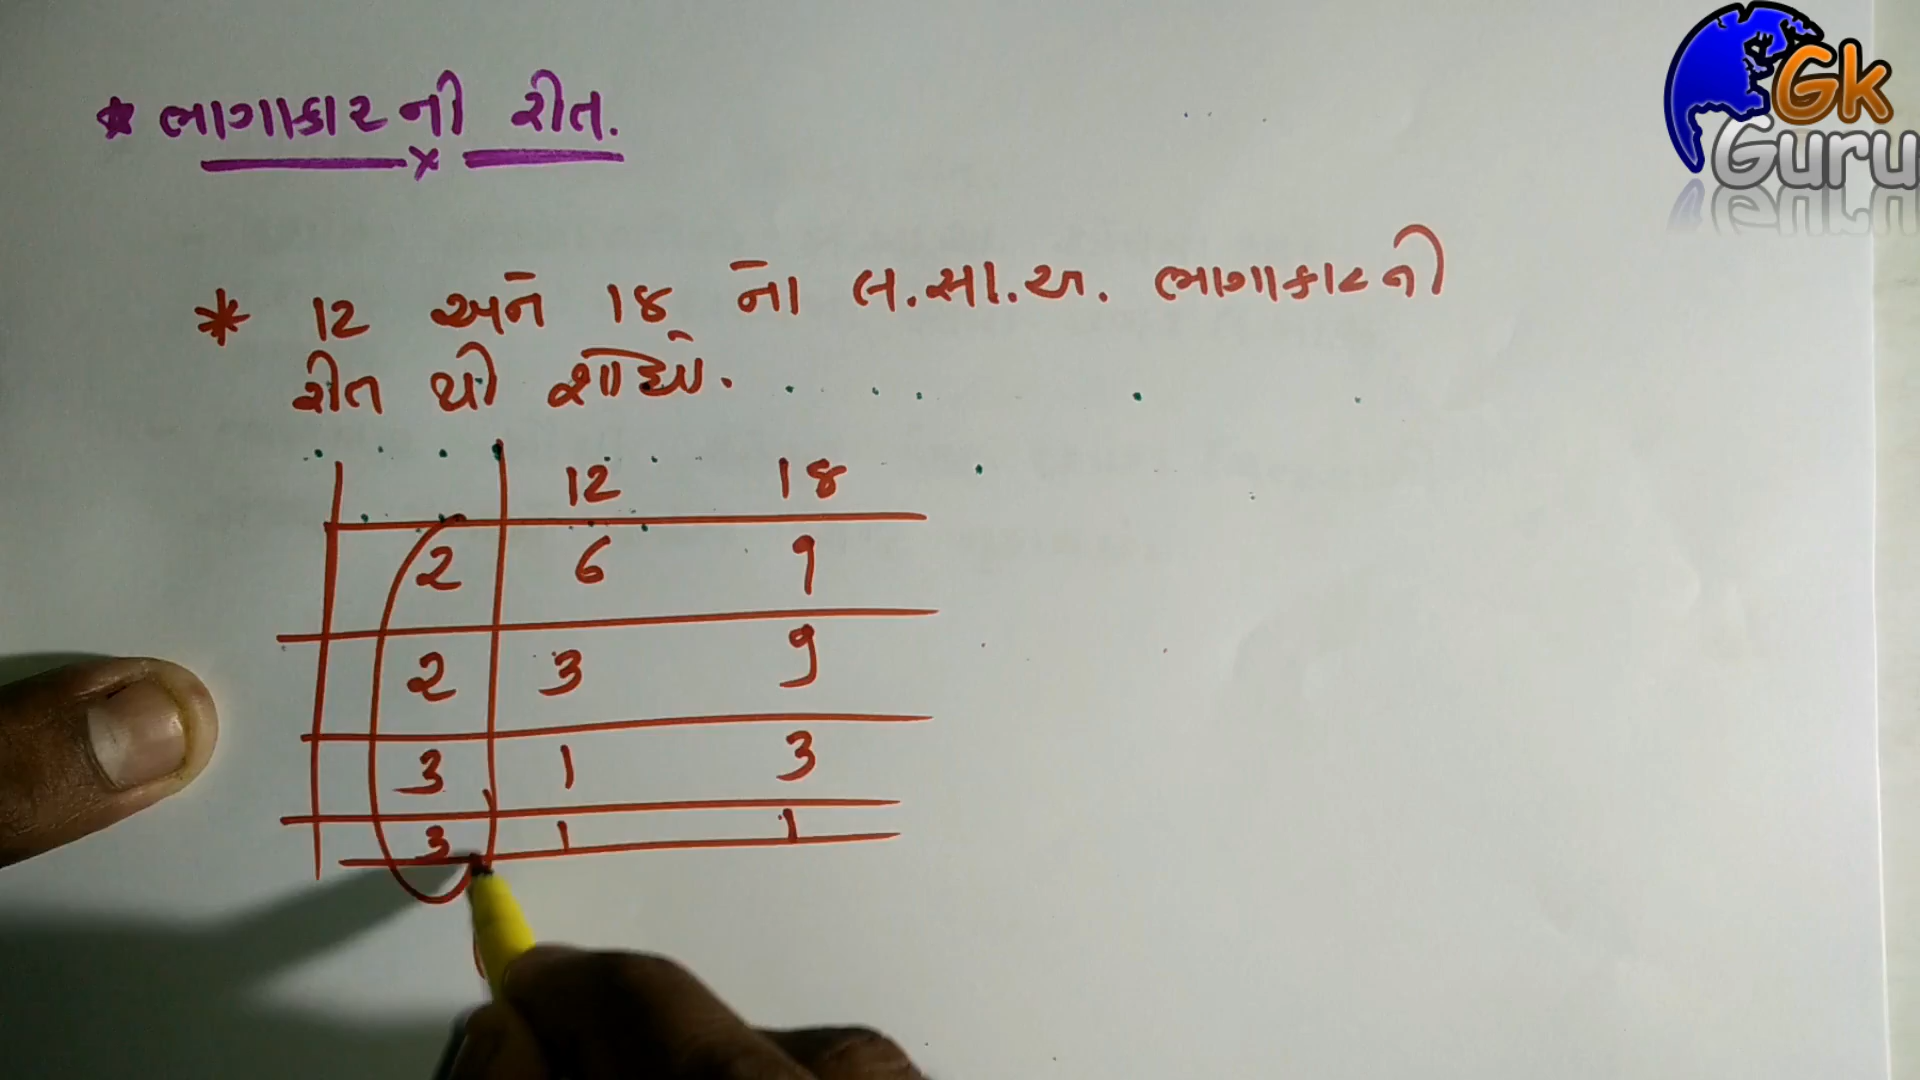 * ભાગાકારની રીત.
* 12 અને 18 ના લ.સા.અ. ભાગાકારની
રીત થી શોધો.
12 18
2 6 9
2 3 9
3 1 3
3 1 1
Gk
Guru